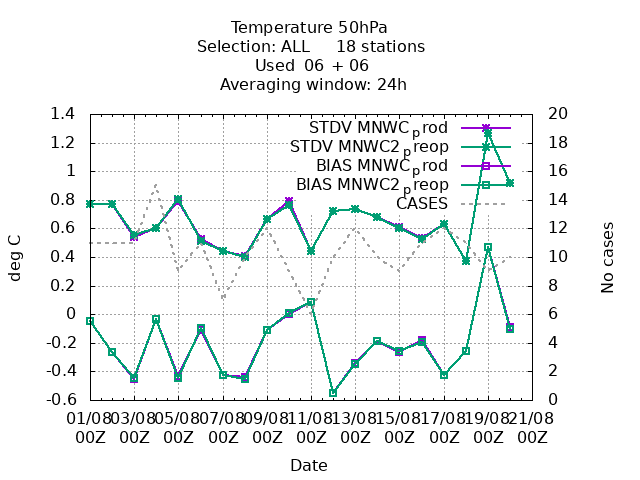 Temperature 50hPa
Selection: ALL 18 stations
Used 06 + 06
Averaging window: 24h
1.4
1.2
1
0.8
0.6
0.4
0.2
0
-0.2
-0.4
-0.6
deg C
20
18
16
14
12
10
8
6
4
2
0
No cases
STDV MNWC_prod
STDV MNWC2_preop
BIAS MNWC_prod
BIAS MNWC2_preop
CASES
01/08 03/08 05/08 07/08 09/08 11/08 13/08 15/08 17/08 19/08 21/08
00Z 00Z 00Z 00Z 00Z 00Z 00Z 00Z 00Z 00Z 00Z
Date